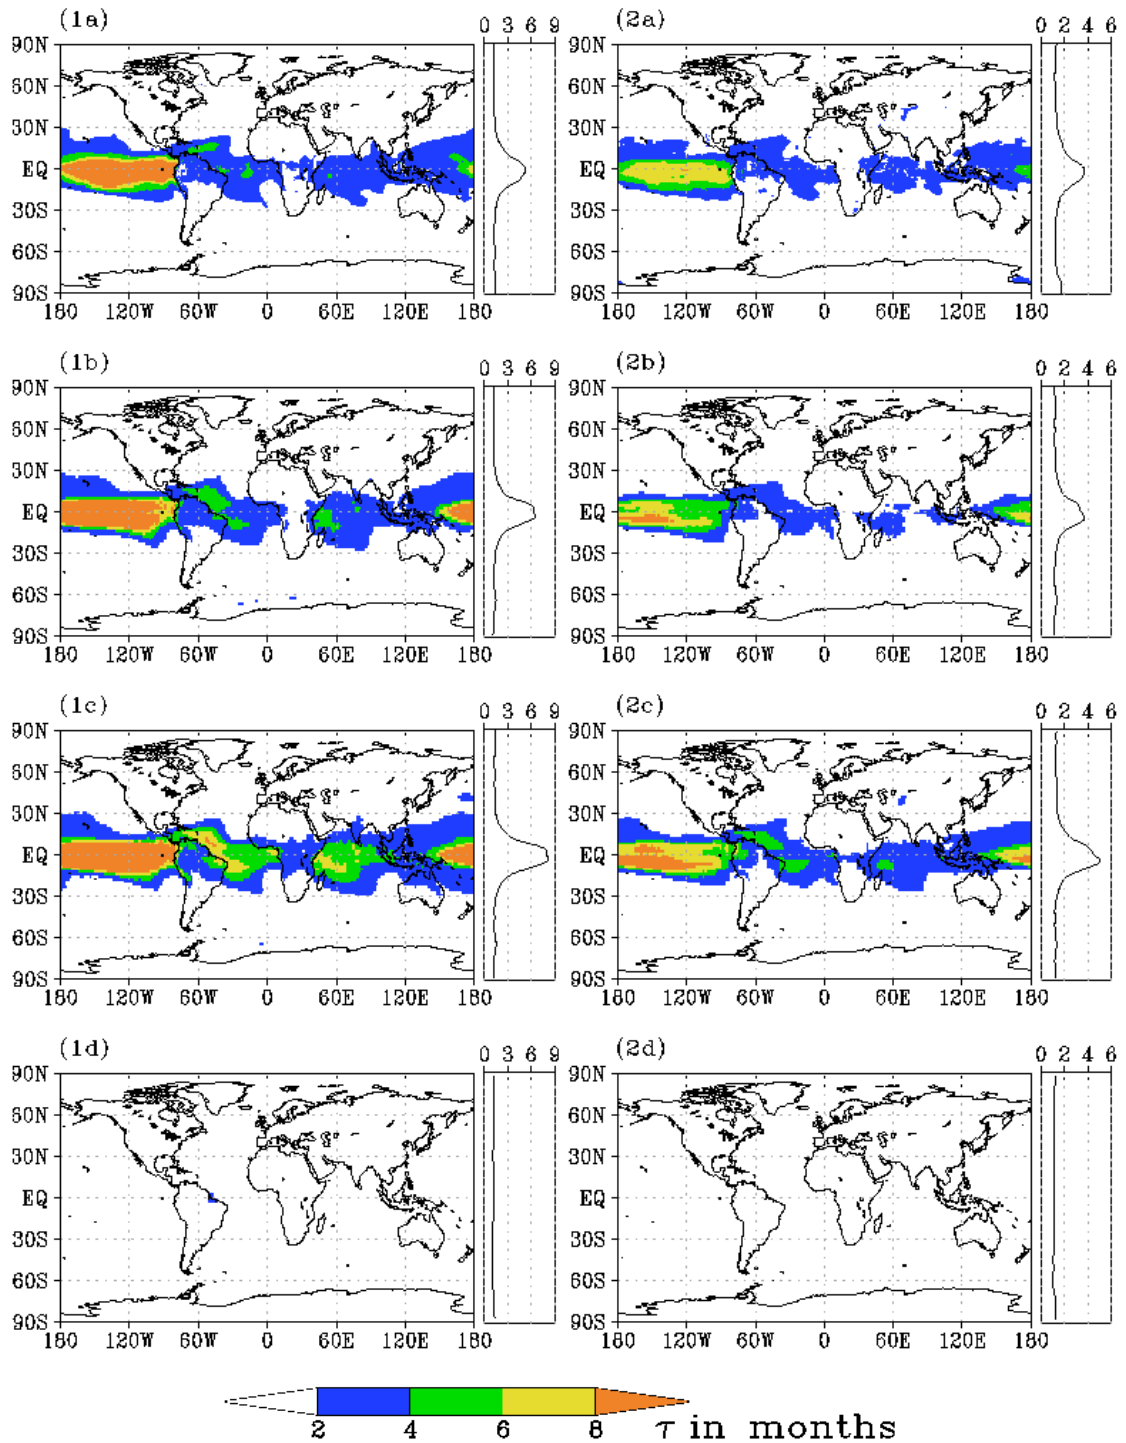 (1a) 0 3 6 9 (2a) 0 2 4 6
90N 90N
60N 60N
30N 30N
EQ EQ
30S 30S
60S 60S
90S 90S
180 120W 60W 0 60E 120E 180 180 120W 60W 0 60E 120E 180
(1b) 0 3 6 9 (2b) 0 2 4 6
90N 90N
60N 60N
30N 30N
EQ EQ
30S 30S
60S 60S
90S 90S
180 120W 60W 0 60E 120E 180 180 120W 60W 0 60E 120E 180
(1c) 0 3 6 9 (2c) 0 2 4 6
90N 90N
60N 60N
30N 30N
EQ EQ
30S 30S
60S 60S
90S 90S
180 120W 60W 0 60E 120E 180 180 120W 60W 0 60E 120E 180
(1d) 0 3 6 9 (2d) 0 2 4 6
90N 90N
60N 60N
30N 30N
EQ EQ
30S 30S
60S 60S
90S 90S
180 120W 60W 0 60E 120E 180 180 120W 60W 0 60E 120E 180
2 4 6 8 τ in months